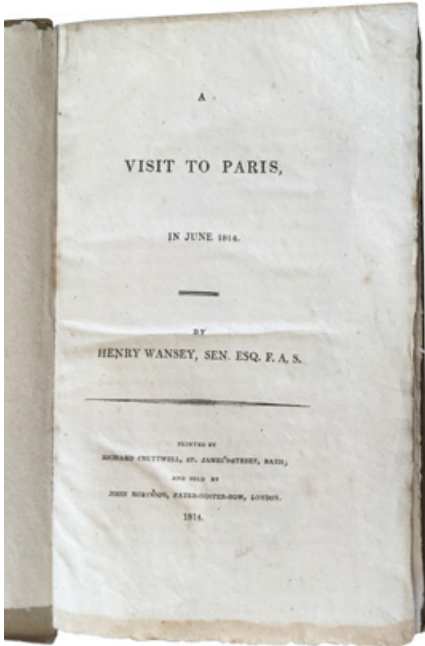 A
VISIT TO PARIS,
IN JUNE 1814.
BY
HENRY WANSEY, SEN. ESQ. F. A. S.
PRINTED BY
RICHARD CRUTTWELL, ST. JAMES'S-STREET, BATH;
AND SOLD BY
JOHN ROBINSON, PATER-NOSTER-ROW, LONDON.
1814.